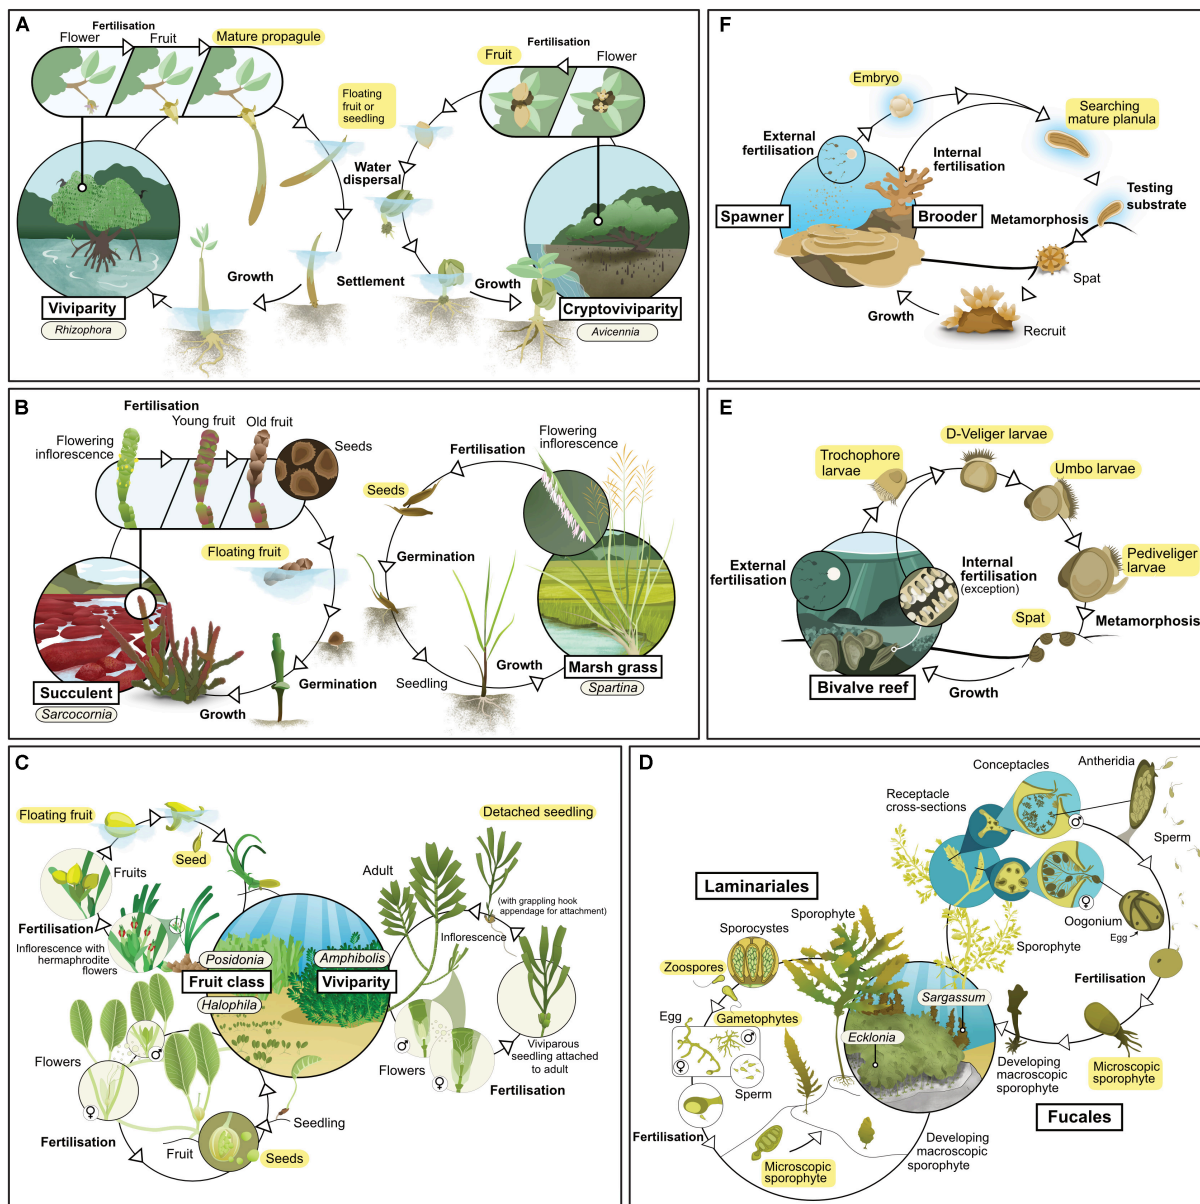 A
Fertilisation
Flower
Fruit
Mature propagule
Floating
fruit or
seedling
Fruit
Fertilisation
Flower
Water
dispersal
Growth
Settlement
Growth
Viviparity
Rhizophora
Cryptoviviparity
Avicennia
F
Embryo
Searching
mature planula
External
fertilisation
Internal
fertilisation
Testing
substrate
Spawner
Brooder
Metamorphosis
Spat
Growth
Recruit
B
Fertilisation
Flowering
inflorescence
Young fruit
Old fruit
Seeds
Floating fruit
Succulent
Sarcocornia
Growth
Germination
Fertilisation
Flowering
inflorescence
Seeds
Germination
Seedling
Growth
Marsh grass
Spartina
E
D-Veliger larvae
Trochophore
larvae
Umbo larvae
Pediveliger
larvae
External
fertilisation
Internal
fertilisation
(exception)
Spat
Metamorphosis
Bivalve reef
Growth
C
Floating fruit
Seed
Fruits
Fertilisation
Inflorescence with
hermaphrodite
flowers
Posidonia
Fruit class
Halophila
Amphibolis
Viviparity
Adult
Detached seedling
(with grappling hook
appendage for attachment)
Inflorescence
♂
Flowers
♀
Viviparous
seedling attached
to adult
Fertilisation
Flowers
♂
♀
Fertilisation
Fruit
Seeds
Seedling
D
Conceptacles
Antheridia
Receptacle
cross-sections
♂
Sperm
♀
Oogonium
Egg
Sporophyte
Fertilisation
Laminariales
Sporophyte
Sporocystes
Zoospores
Gametophytes
Egg
♀
♂
Sperm
Fertilisation
Microscopic
sporophyte
Developing
macroscopic
sporophyte
Ecklonia
Sargassum
Developing
macroscopic
sporophyte
Microscopic
sporophyte
Fucales